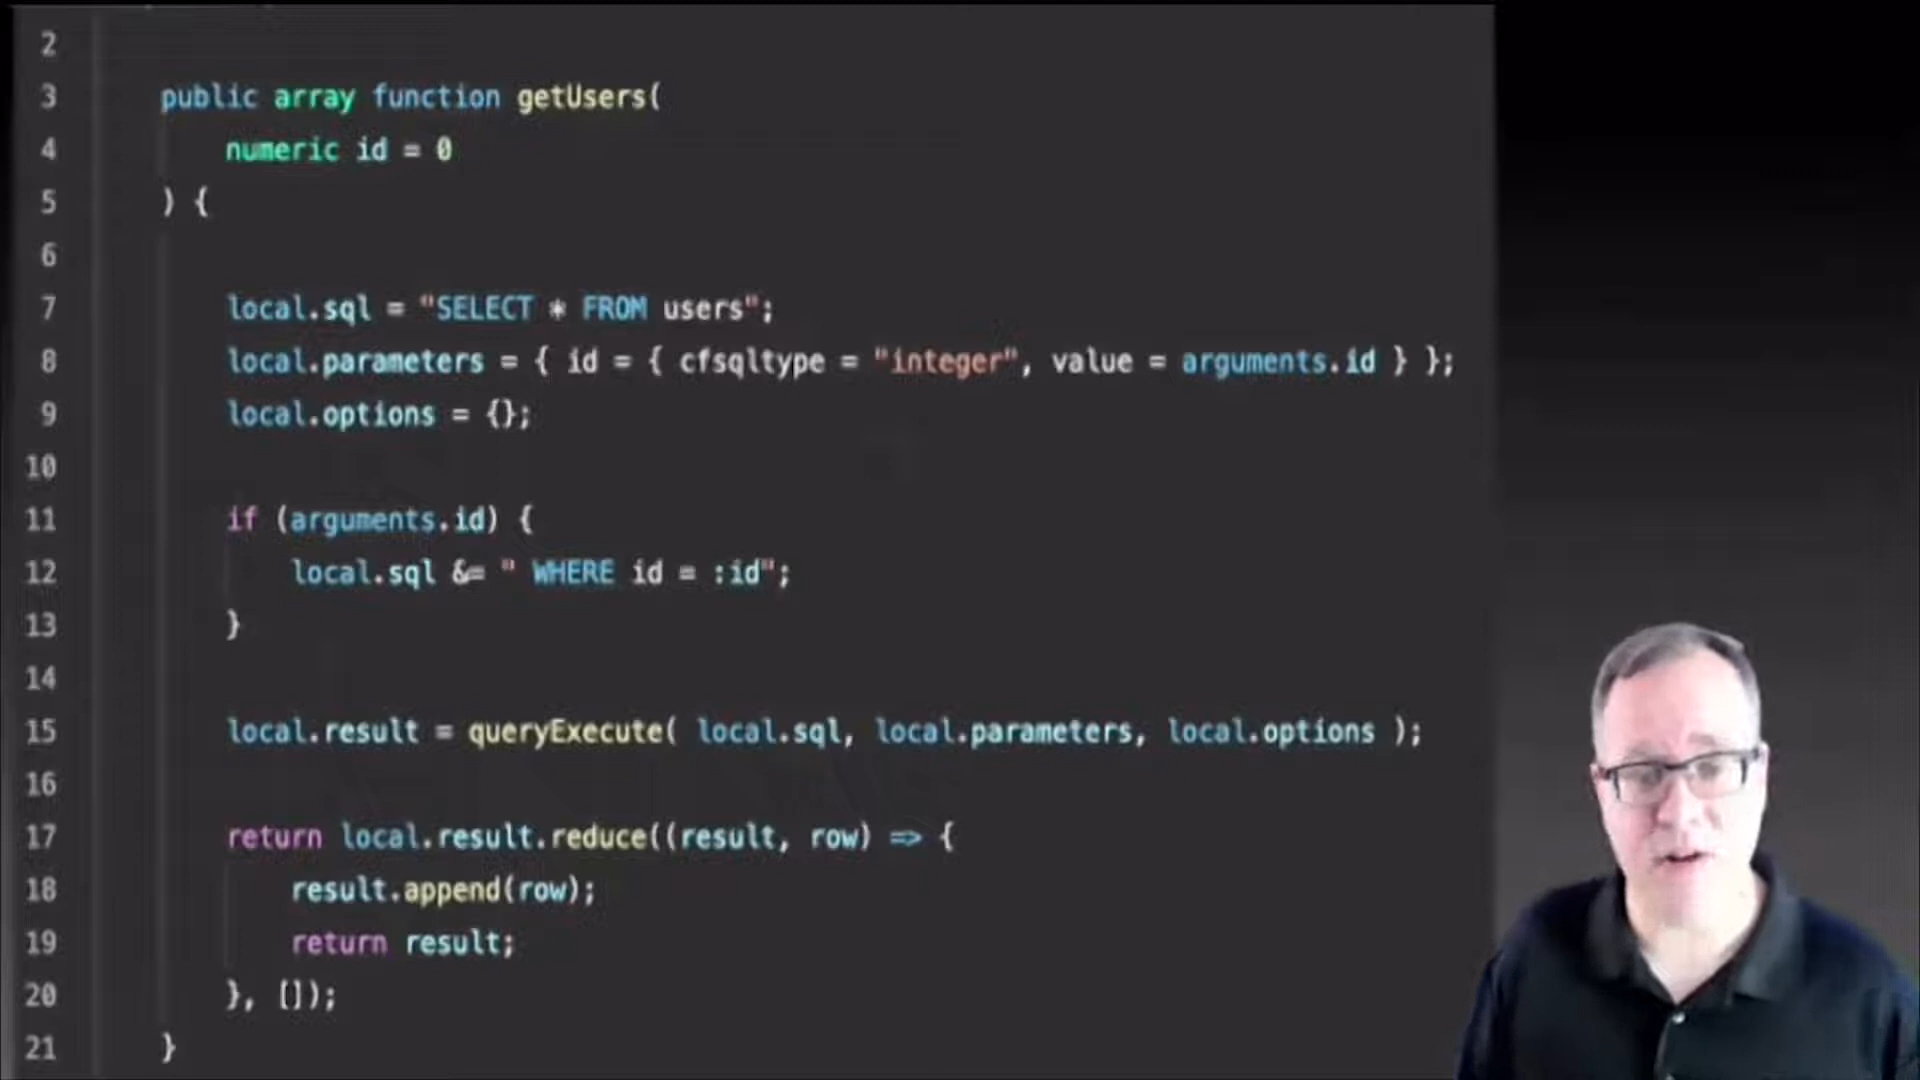 2
3 public array function getUsers(
4 numeric id = 0
5 ) {
6
7 local.sql = "SELECT * FROM users";
8 local.parameters = { id = { cfsqltype = "integer", value = arguments.id } };
9 local.options = {};
10
11 if (arguments.id) {
12 local.sql &= " WHERE id = :id";
13 }
14
15 local.result = queryExecute( local.sql, local.parameters, local.options );
16
17 return local.result.reduce((result, row) => {
18 result.append(row);
19 return result;
20 }, []);
21 }